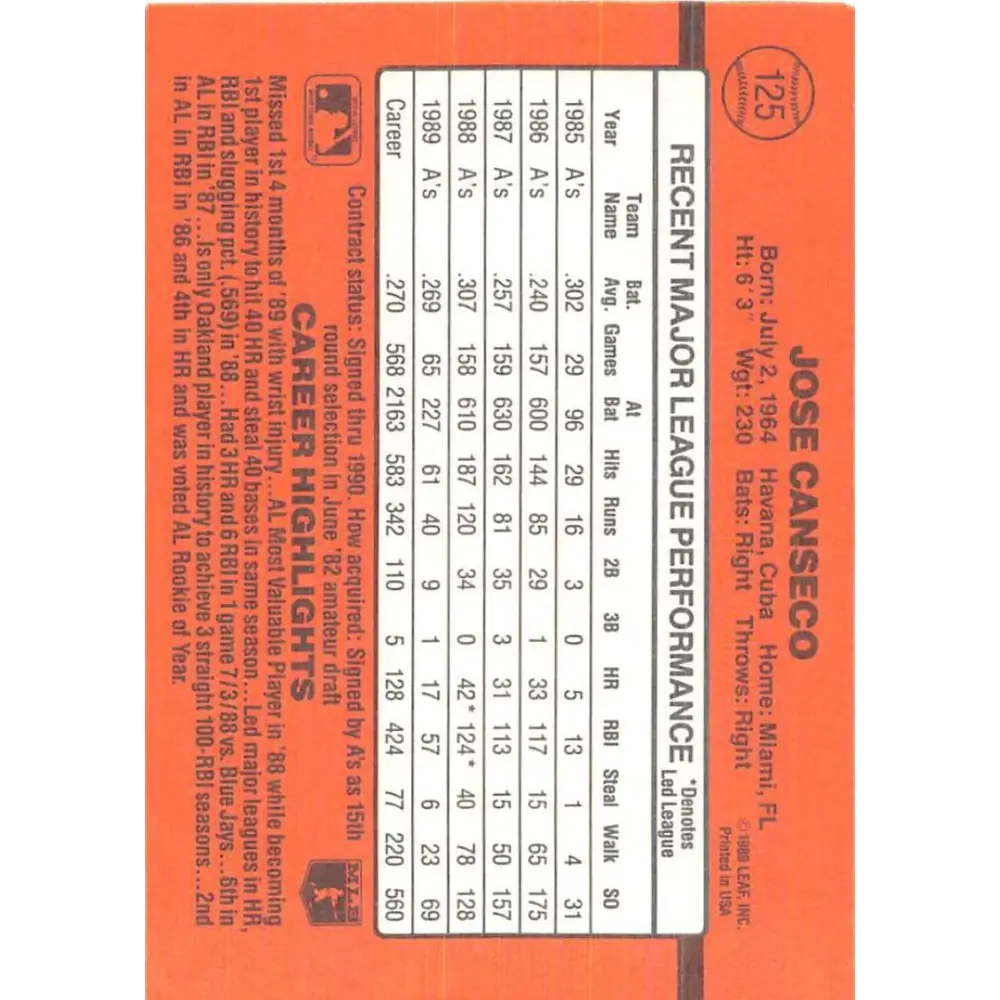 125
JOSE CANSECO
Born: July 2, 1964 Havana, Cuba Home: Miami, FL
Ht: 6'3" Wgt: 230 Bats: Right Throws: Right
© 1989 LEAF, INC.
Printed in USA
RECENT MAJOR LEAGUE PERFORMANCE *Denotes Led League
Year Team Name Bat. Avg. Games At Bat Hits Runs 2B 3B HR RBI Steal Walk SO
1985 A's .302 29 96 29 16 3 0 5 13 1 4 31
1986 A's .240 157 600 144 85 29 1 33 117 15 65 175
1987 A's .257 159 630 162 81 35 3 31 113 15 50 157
1988 A's .307 158 610 187 120 34 0 42* 124* 40 78 128
1989 A's .269 65 227 61 40 9 1 17 57 6 23 69
Career .270 568 2163 583 342 110 5 128 424 77 220 560
Contract status: Signed thru 1990. How acquired: Signed by A's as 15th
round selection in June '82 amateur draft
MLB
CAREER HIGHLIGHTS
Missed 1st 4 months of '89 with wrist injury...AL Most Valuable Player in '88 while becoming
1st player in history to hit 40 HR and steal 40 bases in same season...Led major leagues in HR,
RBI and slugging pct. (.569) in '88...Had 3 HR and 6 RBI in 1 game 7/3/88 vs. Blue Jays...6th in
AL in RBI in '87...Is only Oakland player in history to achieve 3 straight 100-RBI seasons...2nd
in AL in RBI in '86 and 4th in HR and was voted AL Rookie of Year.